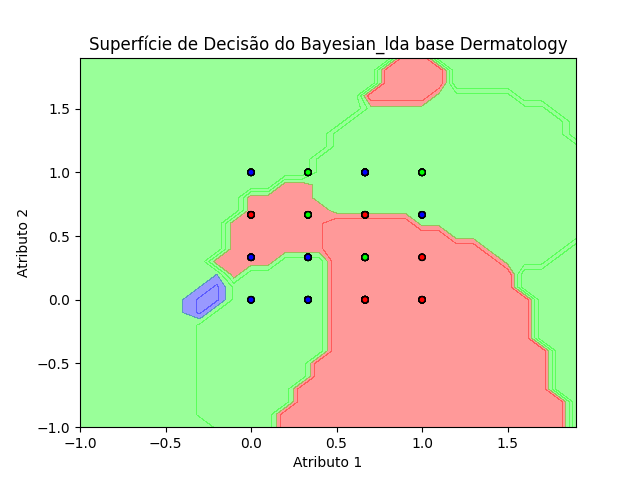 Superfície de Decisão do Bayesian_lda base Dermatology
Atributo 2
1.5
1.0
0.5
0.0
−0.5
−1.0
−1.0 −0.5 0.0 0.5 1.0 1.5
Atributo 1